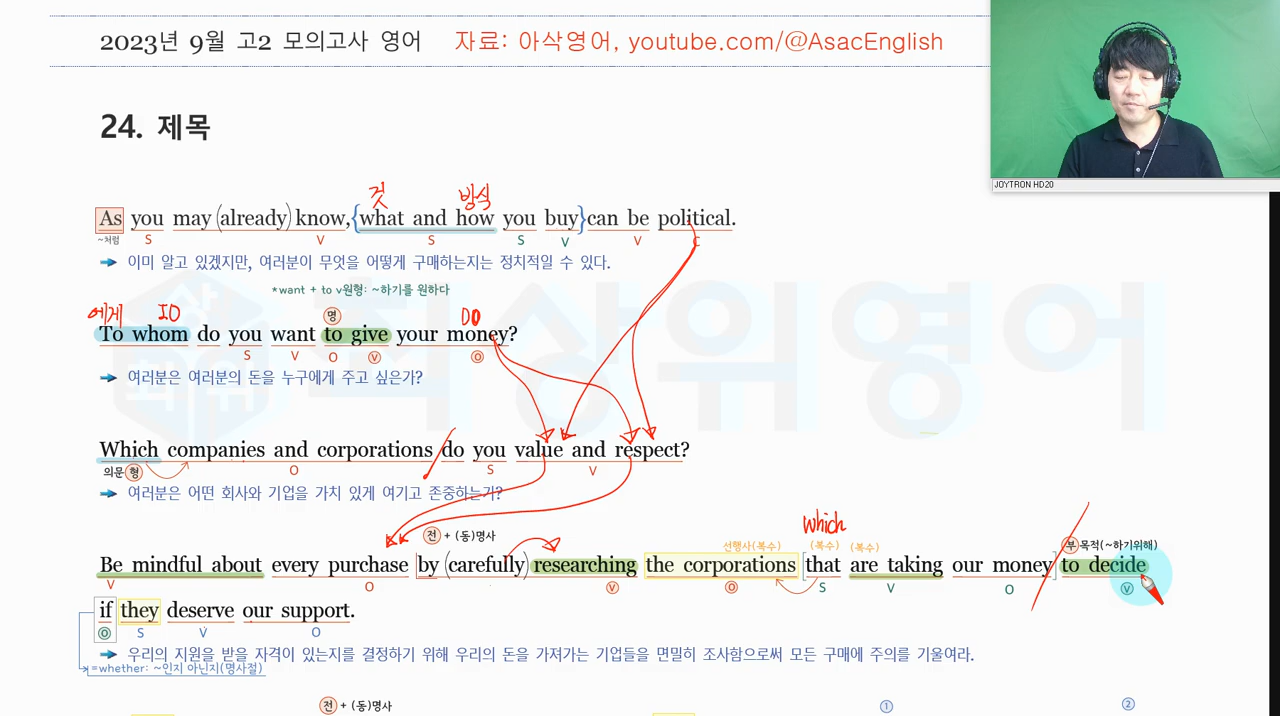 2023년 9월 고2 모의고사 영어 자료: 아삭영어, youtube.com/@AsacEnglish
JOYTRON HD20
24. 제목
것 방식
As you may (already) know, {what and how you buy} can be political.
~처럼 S V S S V V C
이미 알고 있겠지만, 여러분이 무엇을 어떻게 구매하는지는 정치적일 수 있다.
*want + to v원형: ~하기를 원하다
에게 IO 명 DO
To whom do you want to give your money?
S V O ⓥ ⓞ
여러분은 여러분의 돈을 누구에게 주고 싶은가?
Which companies and corporations / do you value and respect?
의문 형 O S V
여러분은 어떤 회사와 기업을 가치 있게 여기고 존중하는가?
which
전 + (동)명사 선행사(복수) (복수) (복수) 부 목적(~하기위해)
Be mindful about every purchase [by (carefully) researching the corporations [that are taking our money] / to decide
V O ⓥ ⓞ S V O ⓥ
if they deserve our support.
ⓞ S V O
우리의 지원을 받을 자격이 있는지를 결정하기 위해 우리의 돈을 가져가는 기업들을 면밀히 조사함으로써 모든 구매에 주의를 기울여라.
=whether: ~인지 아닌지(명사절)
전 + (동)명사 ① ②
최상위영어